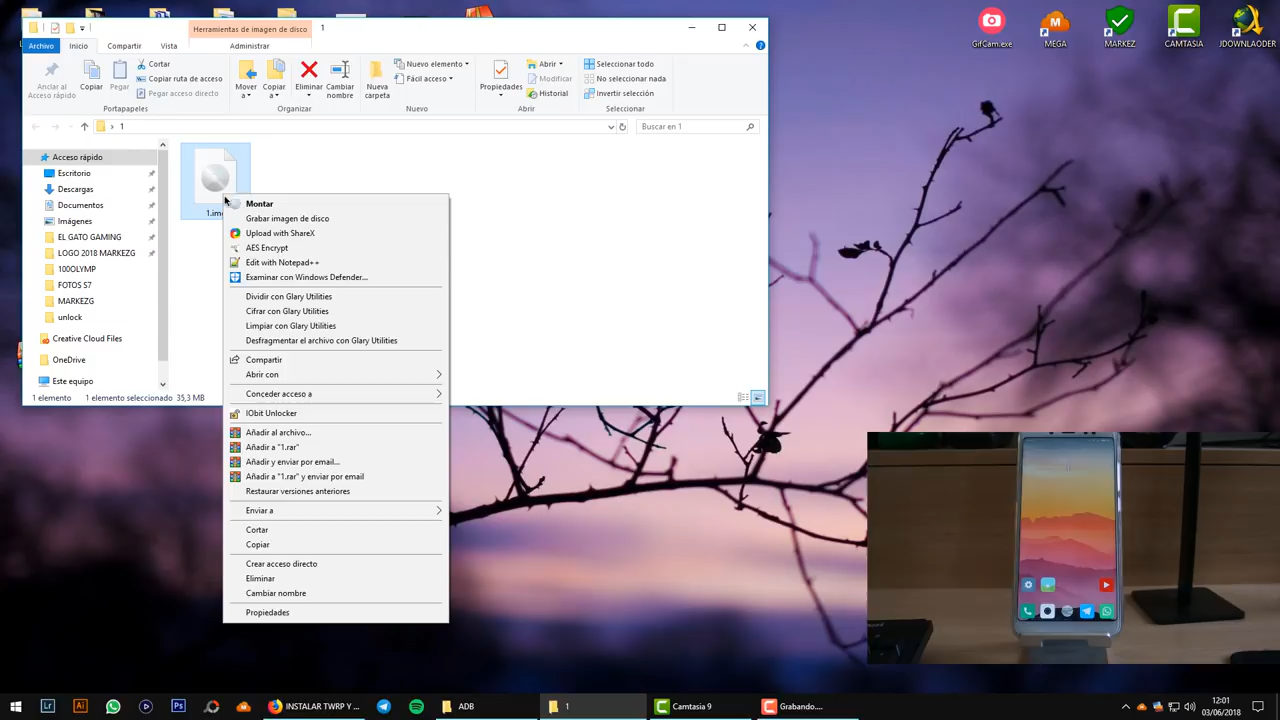 Herramientas de imagen de disco
1
Archivo
Inicio
Compartir
Vista
Administrar
Anclar al
Acceso rápido
Copiar
Pegar
Cortar
Copiar ruta de acceso
Pegar acceso directo
Portapapeles
Mover
a
Copiar
a
Eliminar
Cambiar
nombre
Organizar
Nueva
carpeta
Nuevo elemento
Fácil acceso
Nuevo
Propiedades
Abrir
Modificar
Historial
Abrir
Seleccionar todo
No seleccionar nada
Invertir selección
Seleccionar
1
Buscar en 1
Acceso rápido
Escritorio
Descargas
Documentos
Imágenes
EL GATO GAMING
LOGO 2018 MARKEZG
100OLYMP
FOTOS S7
MARKEZG
unlock
Creative Cloud Files
OneDrive
Este equipo
1 elemento
1 elemento seleccionado
35,3 MB
Montar
Grabar imagen de disco
Upload with ShareX
AES Encrypt
Edit with Notepad++
Examinar con Windows Defender...
Dividir con Glary Utilities
Cifrar con Glary Utilities
Limpiar con Glary Utilities
Desfragmentar el archivo con Glary Utilities
Compartir
Abrir con
Conceder acceso a
IObit Unlocker
Añadir al archivo...
Añadir a "1.rar"
Añadir y enviar por email...
Añadir a "1.rar" y enviar por email
Restaurar versiones anteriores
Enviar a
Cortar
Copiar
Crear acceso directo
Eliminar
Cambiar nombre
Propiedades
GifCam.exe
MEGA
MARKEZ
CAMTASIA
JDOWNLAODER
Lr
Ai
Ps
INSTALAR TWRP Y ...
ADB
1
Camtasia 9
Grabando....
12:01
03/06/2018